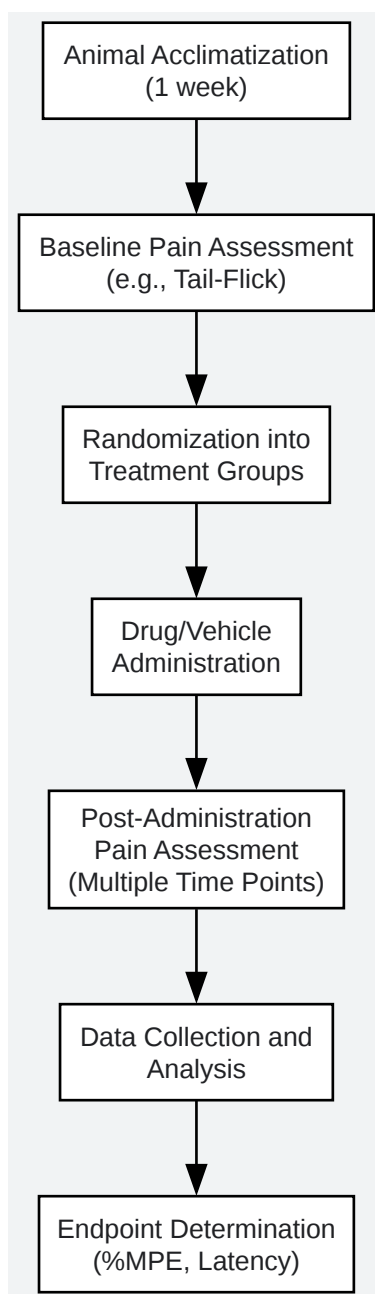 Animal Acclimatization
(1 week)
Baseline Pain Assessment
(e.g., Tail-Flick)
Randomization into
Treatment Groups
Drug/Vehicle
Administration
Post-Administration
Pain Assessment
(Multiple Time Points)
Data Collection and
Analysis
Endpoint Determination
(%MPE, Latency)